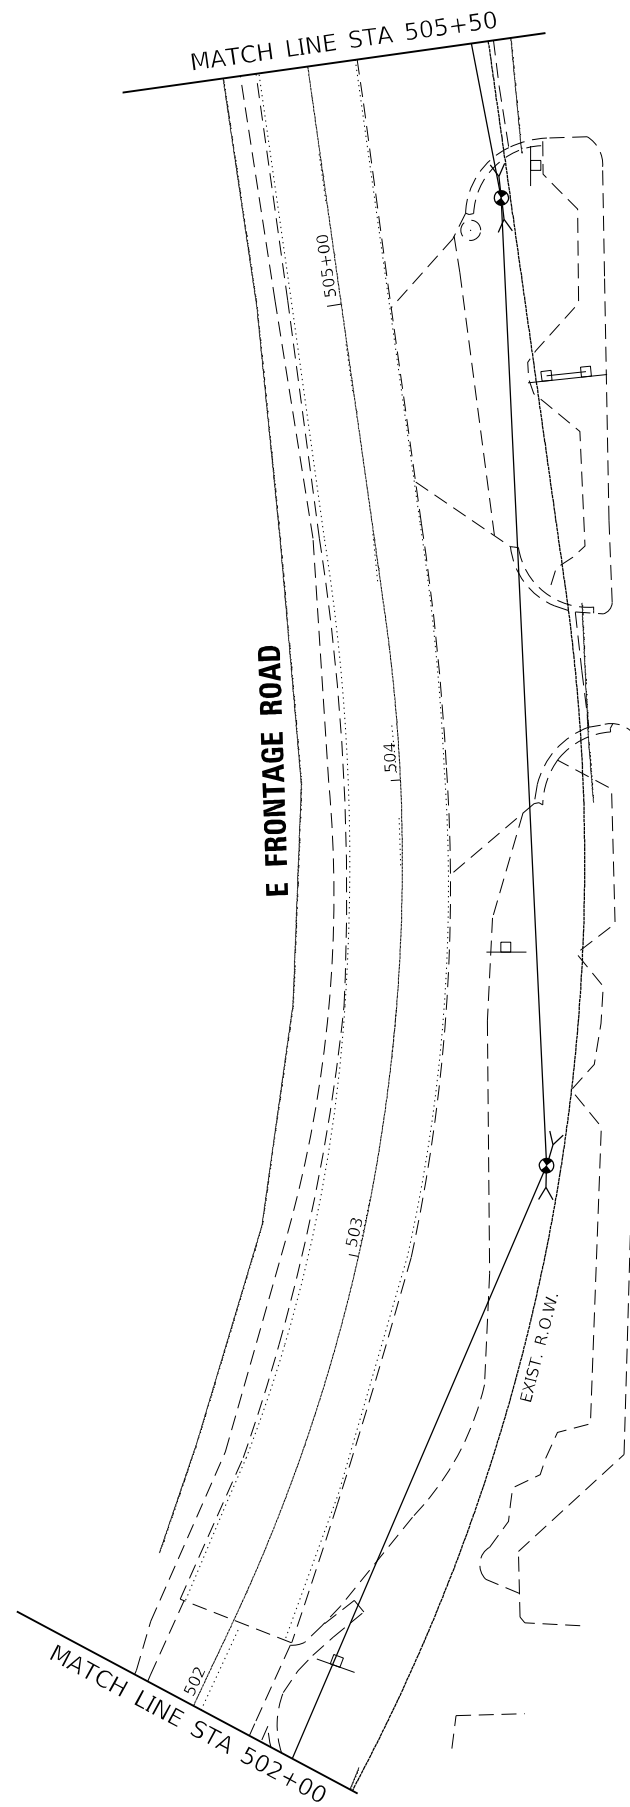 MATCH LINE STA 505+50
505+00
E FRONTAGE ROAD
504
503
EXIST. R.O.W.
502
MATCH LINE STA 502+00